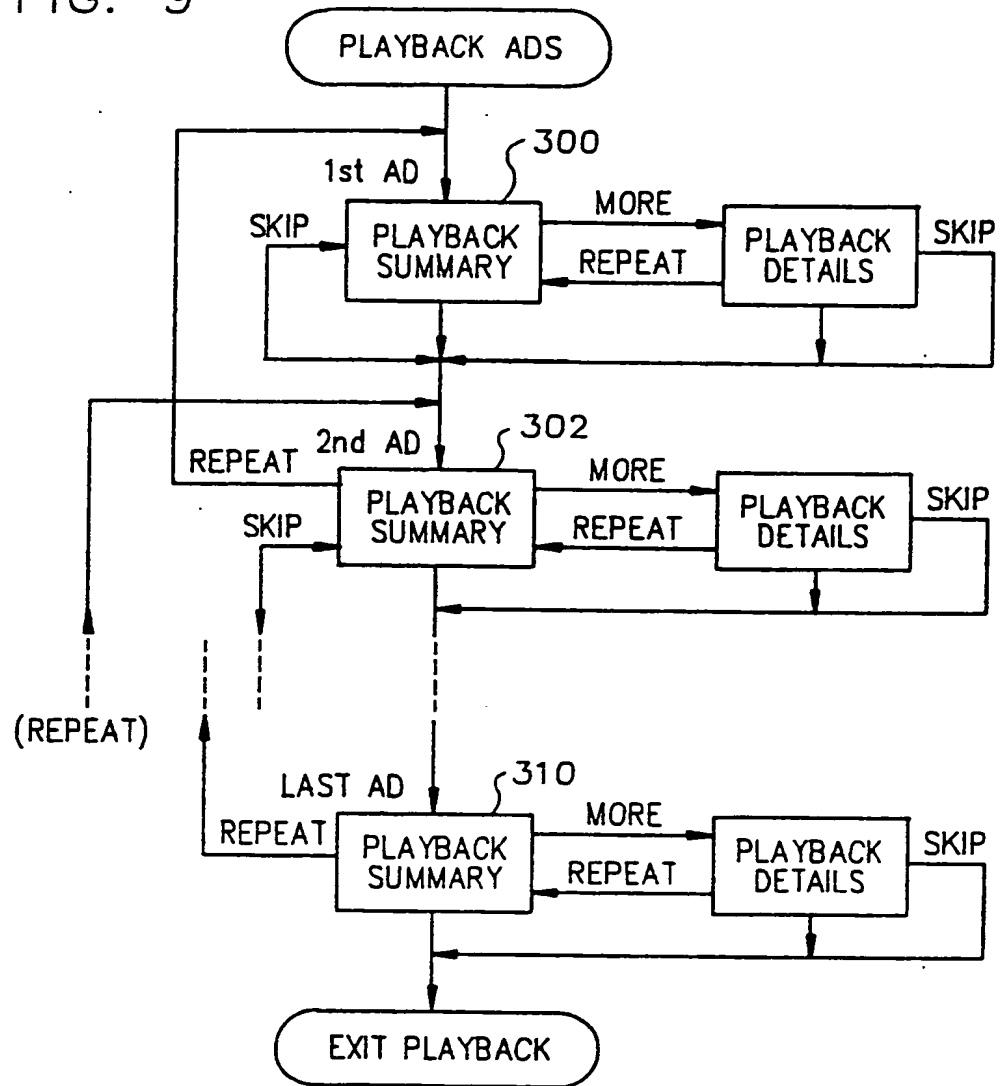 FIG. 9
PLAYBACK ADS
300
1st AD
SKIP
PLAYBACK
SUMMARY
MORE
REPEAT
PLAYBACK
DETAILS
SKIP
302
2nd AD
REPEAT
SKIP
PLAYBACK
SUMMARY
MORE
REPEAT
PLAYBACK
DETAILS
SKIP
(REPEAT)
310
LAST AD
REPEAT
PLAYBACK
SUMMARY
MORE
REPEAT
PLAYBACK
DETAILS
SKIP
EXIT PLAYBACK